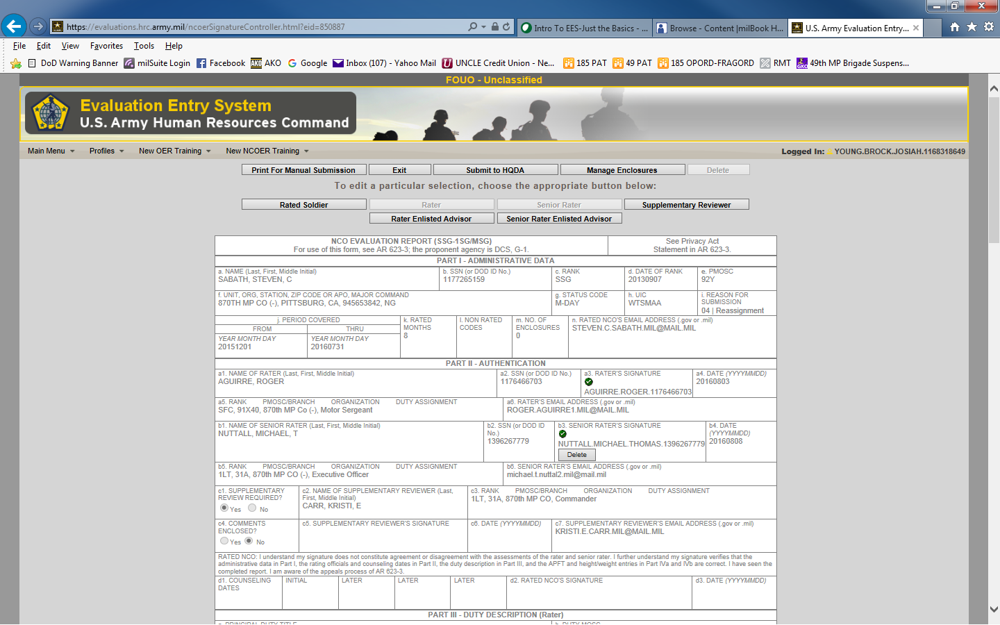 https://evaluations.hrc.army.mil/ncoerSignatureController.html?eid=850887
Intro To EES-Just the Basics - ...
Browse - Content |milBook H...
U.S. Army Evaluation Entry...
File Edit View Favorites Tools Help
DoD Warning Banner milSuite Login Facebook AKO Google Inbox (107) - Yahoo Mail UNCLE Credit Union - Ne... 185 PAT 49 PAT 185 OPORD-FRAGORD RMT 49th MP Brigade Suspens...
FOUO - Unclassified
Evaluation Entry System
U.S. Army Human Resources Command
Main Menu Profiles New OER Training New NCOER Training Logged In: YOUNG.BROCK.JOSIAH.1168318649
Print For Manual Submission Exit Submit to HQDA Manage Enclosures Delete
To edit a particular selection, choose the appropriate button below:
Rated Soldier Rater Senior Rater Supplementary Reviewer
Rater Enlisted Advisor Senior Rater Enlisted Advisor
NCO EVALUATION REPORT (SSG-1SG/MSG)
For use of this form, see AR 623-3; the proponent agency is DCS, G-1.
See Privacy Act
Statement in AR 623-3.
PART I - ADMINISTRATIVE DATA
a. NAME (Last, First, Middle Initial)
SABATH, STEVEN, C
b. SSN (or DOD ID No.)
1177265159
c. RANK
SSG
d. DATE OF RANK
20130907
e. PMOSC
92Y
f. UNIT, ORG, STATION, ZIP CODE OR APO, MAJOR COMMAND
870TH MP CO (-), PITTSBURG, CA, 945653842, NG
g. STATUS CODE
M-DAY
h. UIC
WTSMAA
i. REASON FOR
SUBMISSION
04 | Reassignment
j. PERIOD COVERED
FROM THRU
YEAR MONTH DAY
20151201
YEAR MONTH DAY
20160731
k. RATED
MONTHS
8
l. NON RATED
CODES
m. NO. OF
ENCLOSURES
0
n. RATED NCO'S EMAIL ADDRESS (.gov or .mil)
STEVEN.C.SABATH.MIL@MAIL.MIL
PART II - AUTHENTICATION
a1. NAME OF RATER (Last, First, Middle Initial)
AGUIRRE, ROGER
a2. SSN (or DOD ID No.)
1176466703
a3. RATER'S SIGNATURE
AGUIRRE.ROGER.1176466703
a4. DATE (YYYYMMDD)
20160803
a5. RANK PMOSC/BRANCH ORGANIZATION DUTY ASSIGNMENT
SFC, 91X40, 870th MP Co (-), Motor Sergeant
a6. RATER'S EMAIL ADDRESS (.gov or .mil)
ROGER.AGUIRRE1.MIL@MAIL.MIL
b1. NAME OF SENIOR RATER (Last, First, Middle Initial)
NUTTALL, MICHAEL, T
b2. SSN (or DOD ID
No.)
1396267779
b3. SENIOR RATER'S SIGNATURE
NUTTALL.MICHAEL.THOMAS.1396267779
Delete
b4. DATE
(YYYYMMDD)
20160808
b5. RANK PMOSC/BRANCH ORGANIZATION DUTY ASSIGNMENT
1LT, 31A, 870th MP CO (-), Executive Officer
b6. SENIOR RATER'S EMAIL ADDRESS (.gov or .mil)
michael.t.nuttal2.mil@mail.mil
c1. SUPPLEMENTARY
REVIEW REQUIRED?
Yes No
c2. NAME OF SUPPLEMENTARY REVIEWER (Last,
First, Middle Initial)
CARR, KRISTI, E
c3. RANK PMOSC/BRANCH ORGANIZATION DUTY ASSIGNMENT
1LT, 31A, 870th MP CO, Commander
c4. COMMENTS
ENCLOSED?
Yes No
c5. SUPPLEMENTARY REVIEWER'S SIGNATURE
c6. DATE (YYYYMMDD)
c7. SUPPLEMENTARY REVIEWER'S EMAIL ADDRESS (.gov or .mil)
KRISTI.E.CARR.MIL@MAIL.MIL
RATED NCO: I understand my signature does not constitute agreement or disagreement with the assessments of the rater and senior rater. I further understand my signature verifies that the
administrative data in Part I, the rating officials and counseling dates in Part II, the duty description in Part III, and the APFT and height/weight entries in Part IVa and IVb are correct. I have seen the
completed report. I am aware of the appeals process of AR 623-3.
d1. COUNSELING
DATES
INITIAL LATER LATER LATER
d2. RATED NCO'S SIGNATURE
d3. DATE (YYYYMMDD)
PART III - DUTY DESCRIPTION (Rater)